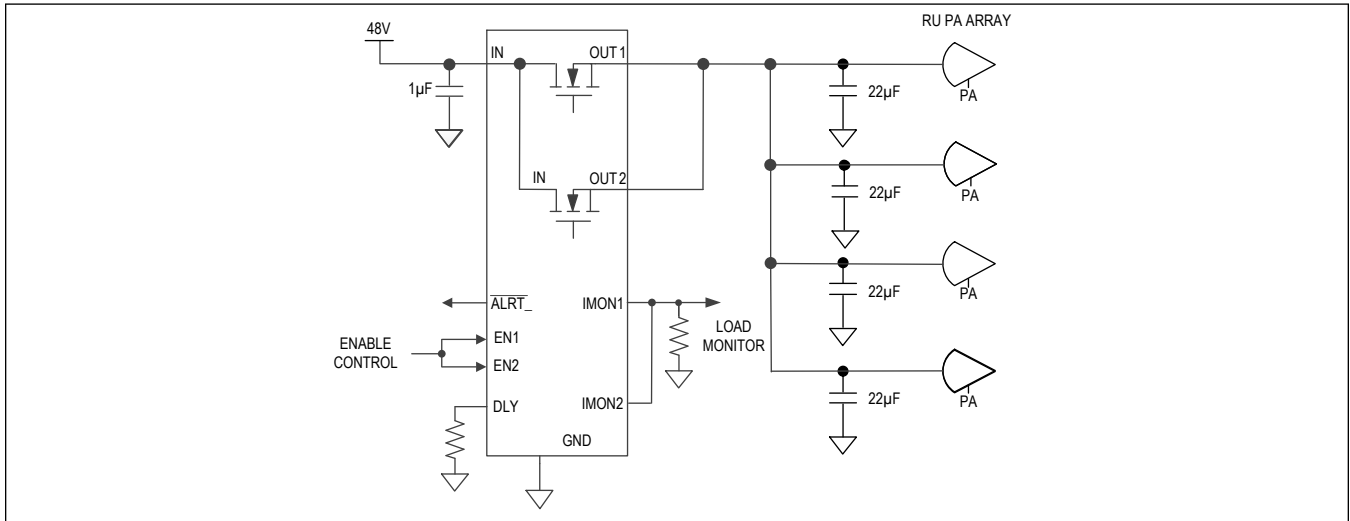 RU PA ARRAY
48V
IN
OUT 1
1µF
22µF
PA
IN
OUT 2
22µF
PA
22µF
PA
ALRT_
IMON1
LOAD
MONITOR
ENABLE
CONTROL
EN1
EN2
22µF
PA
DLY
IMON2
GND